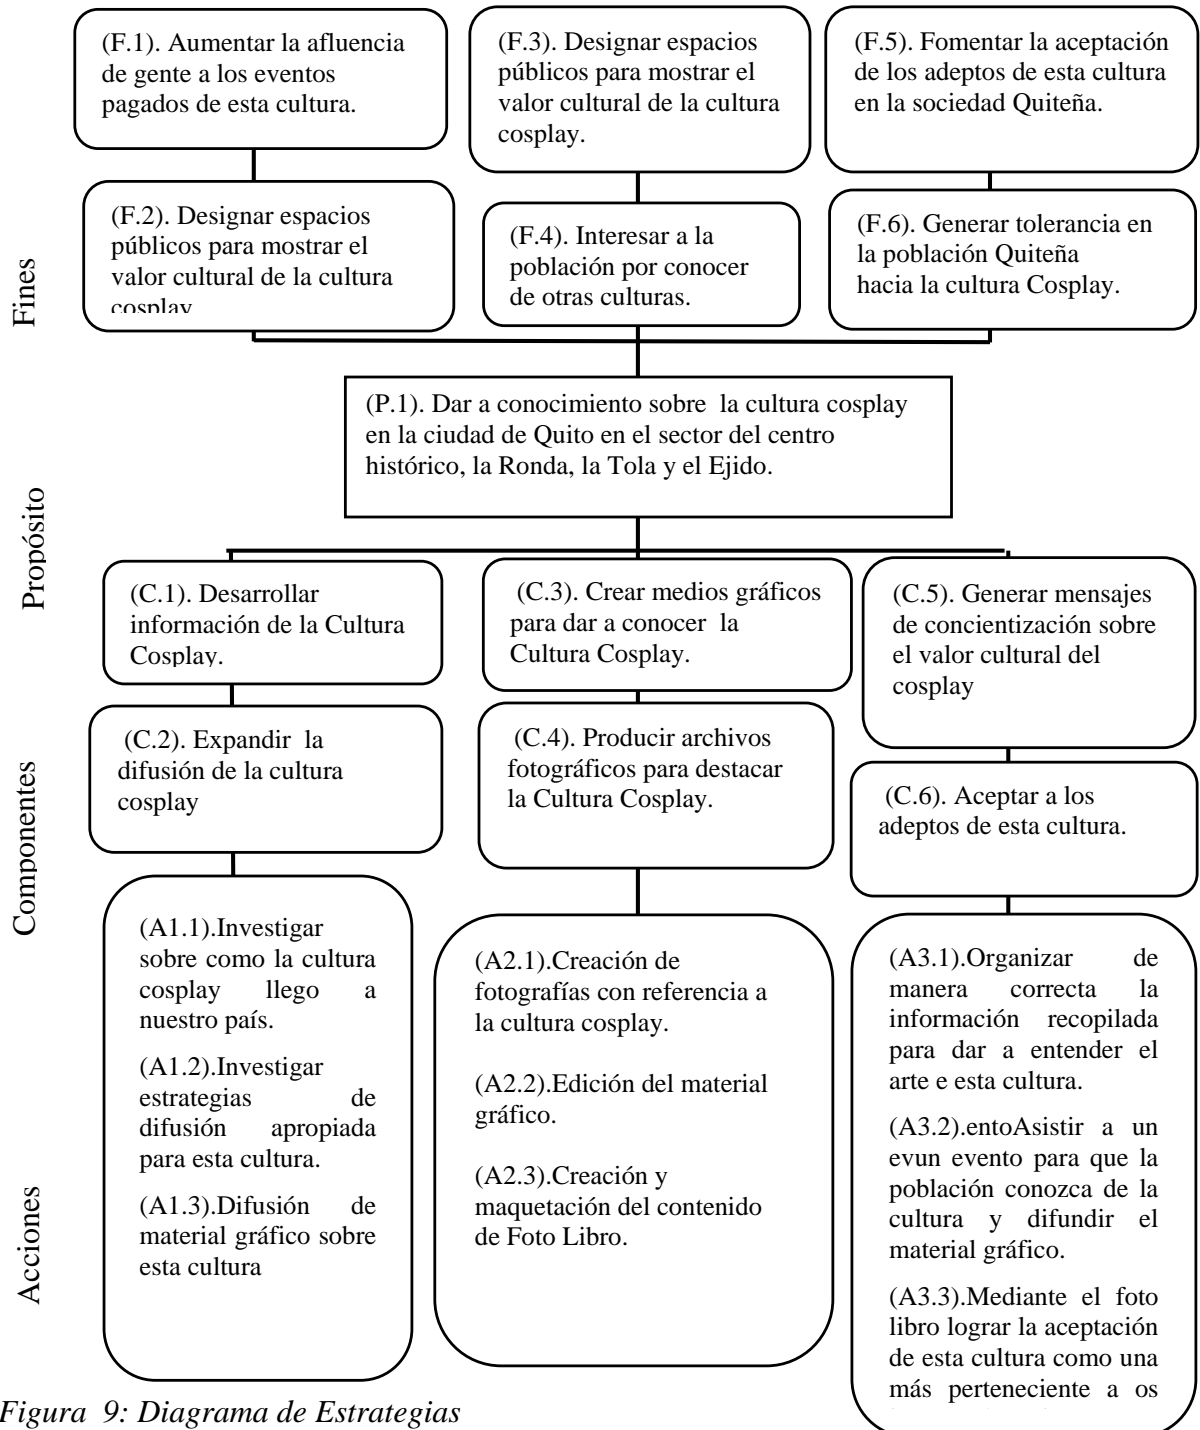 (F.1). Aumentar la afluencia
de gente a los eventos
pagados de esta cultura.
(F.3). Designar espacios
públicos para mostrar el
valor cultural de la cultura
cosplay.
(F.5). Fomentar la aceptación
de los adeptos de esta cultura
en la sociedad Quiteña.
(F.2). Designar espacios
públicos para mostrar el
valor cultural de la cultura
cosplay
(F.4). Interesar a la
población por conocer
de otras culturas.
(F.6). Generar tolerancia en
la población Quiteña
hacia la cultura Cosplay.
Fines
(P.1). Dar a conocimiento sobre  la cultura cosplay
en la ciudad de Quito en el sector del centro
histórico, la Ronda, la Tola y el Ejido.
Propósito
(C.1). Desarrollar
información de la Cultura
Cosplay.
(C.3). Crear medios gráficos
para dar a conocer  la
Cultura Cosplay.
(C.5). Generar mensajes
de concientización sobre
el valor cultural del
cosplay
(C.2). Expandir  la
difusión de la cultura
cosplay
(C.4). Producir archivos
fotográficos para destacar
la Cultura Cosplay.
(C.6). Aceptar a los
adeptos de esta cultura.
Componentes
(A1.1).Investigar
sobre como la cultura
cosplay llego a
nuestro país.
(A1.2).Investigar
estrategias de
difusión apropiada
para esta cultura.
(A1.3).Difusión de
material gráfico sobre
esta cultura
(A2.1).Creación de
fotografías con referencia a
la cultura cosplay.
(A2.2).Edición del material
gráfico.
(A2.3).Creación y
maquetación del contenido
de Foto Libro.
(A3.1).Organizar de
manera correcta la
información recopilada
para dar a entender el
arte e esta cultura.
(A3.2).entoAsistir a un
evun evento para que la
población conozca de la
cultura y difundir el
material gráfico.
(A3.3).Mediante el foto
libro lograr la aceptación
de esta cultura como una
más perteneciente a os
Acciones
Figura  9: Diagrama de Estrategias